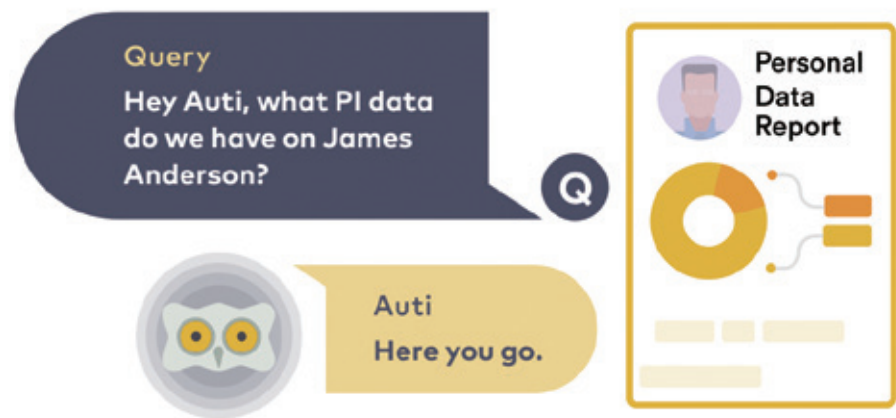 Query
Hey Auti, what PI data
do we have on James
Anderson?
Q
Personal
Data
Report
Auti
Here you go.